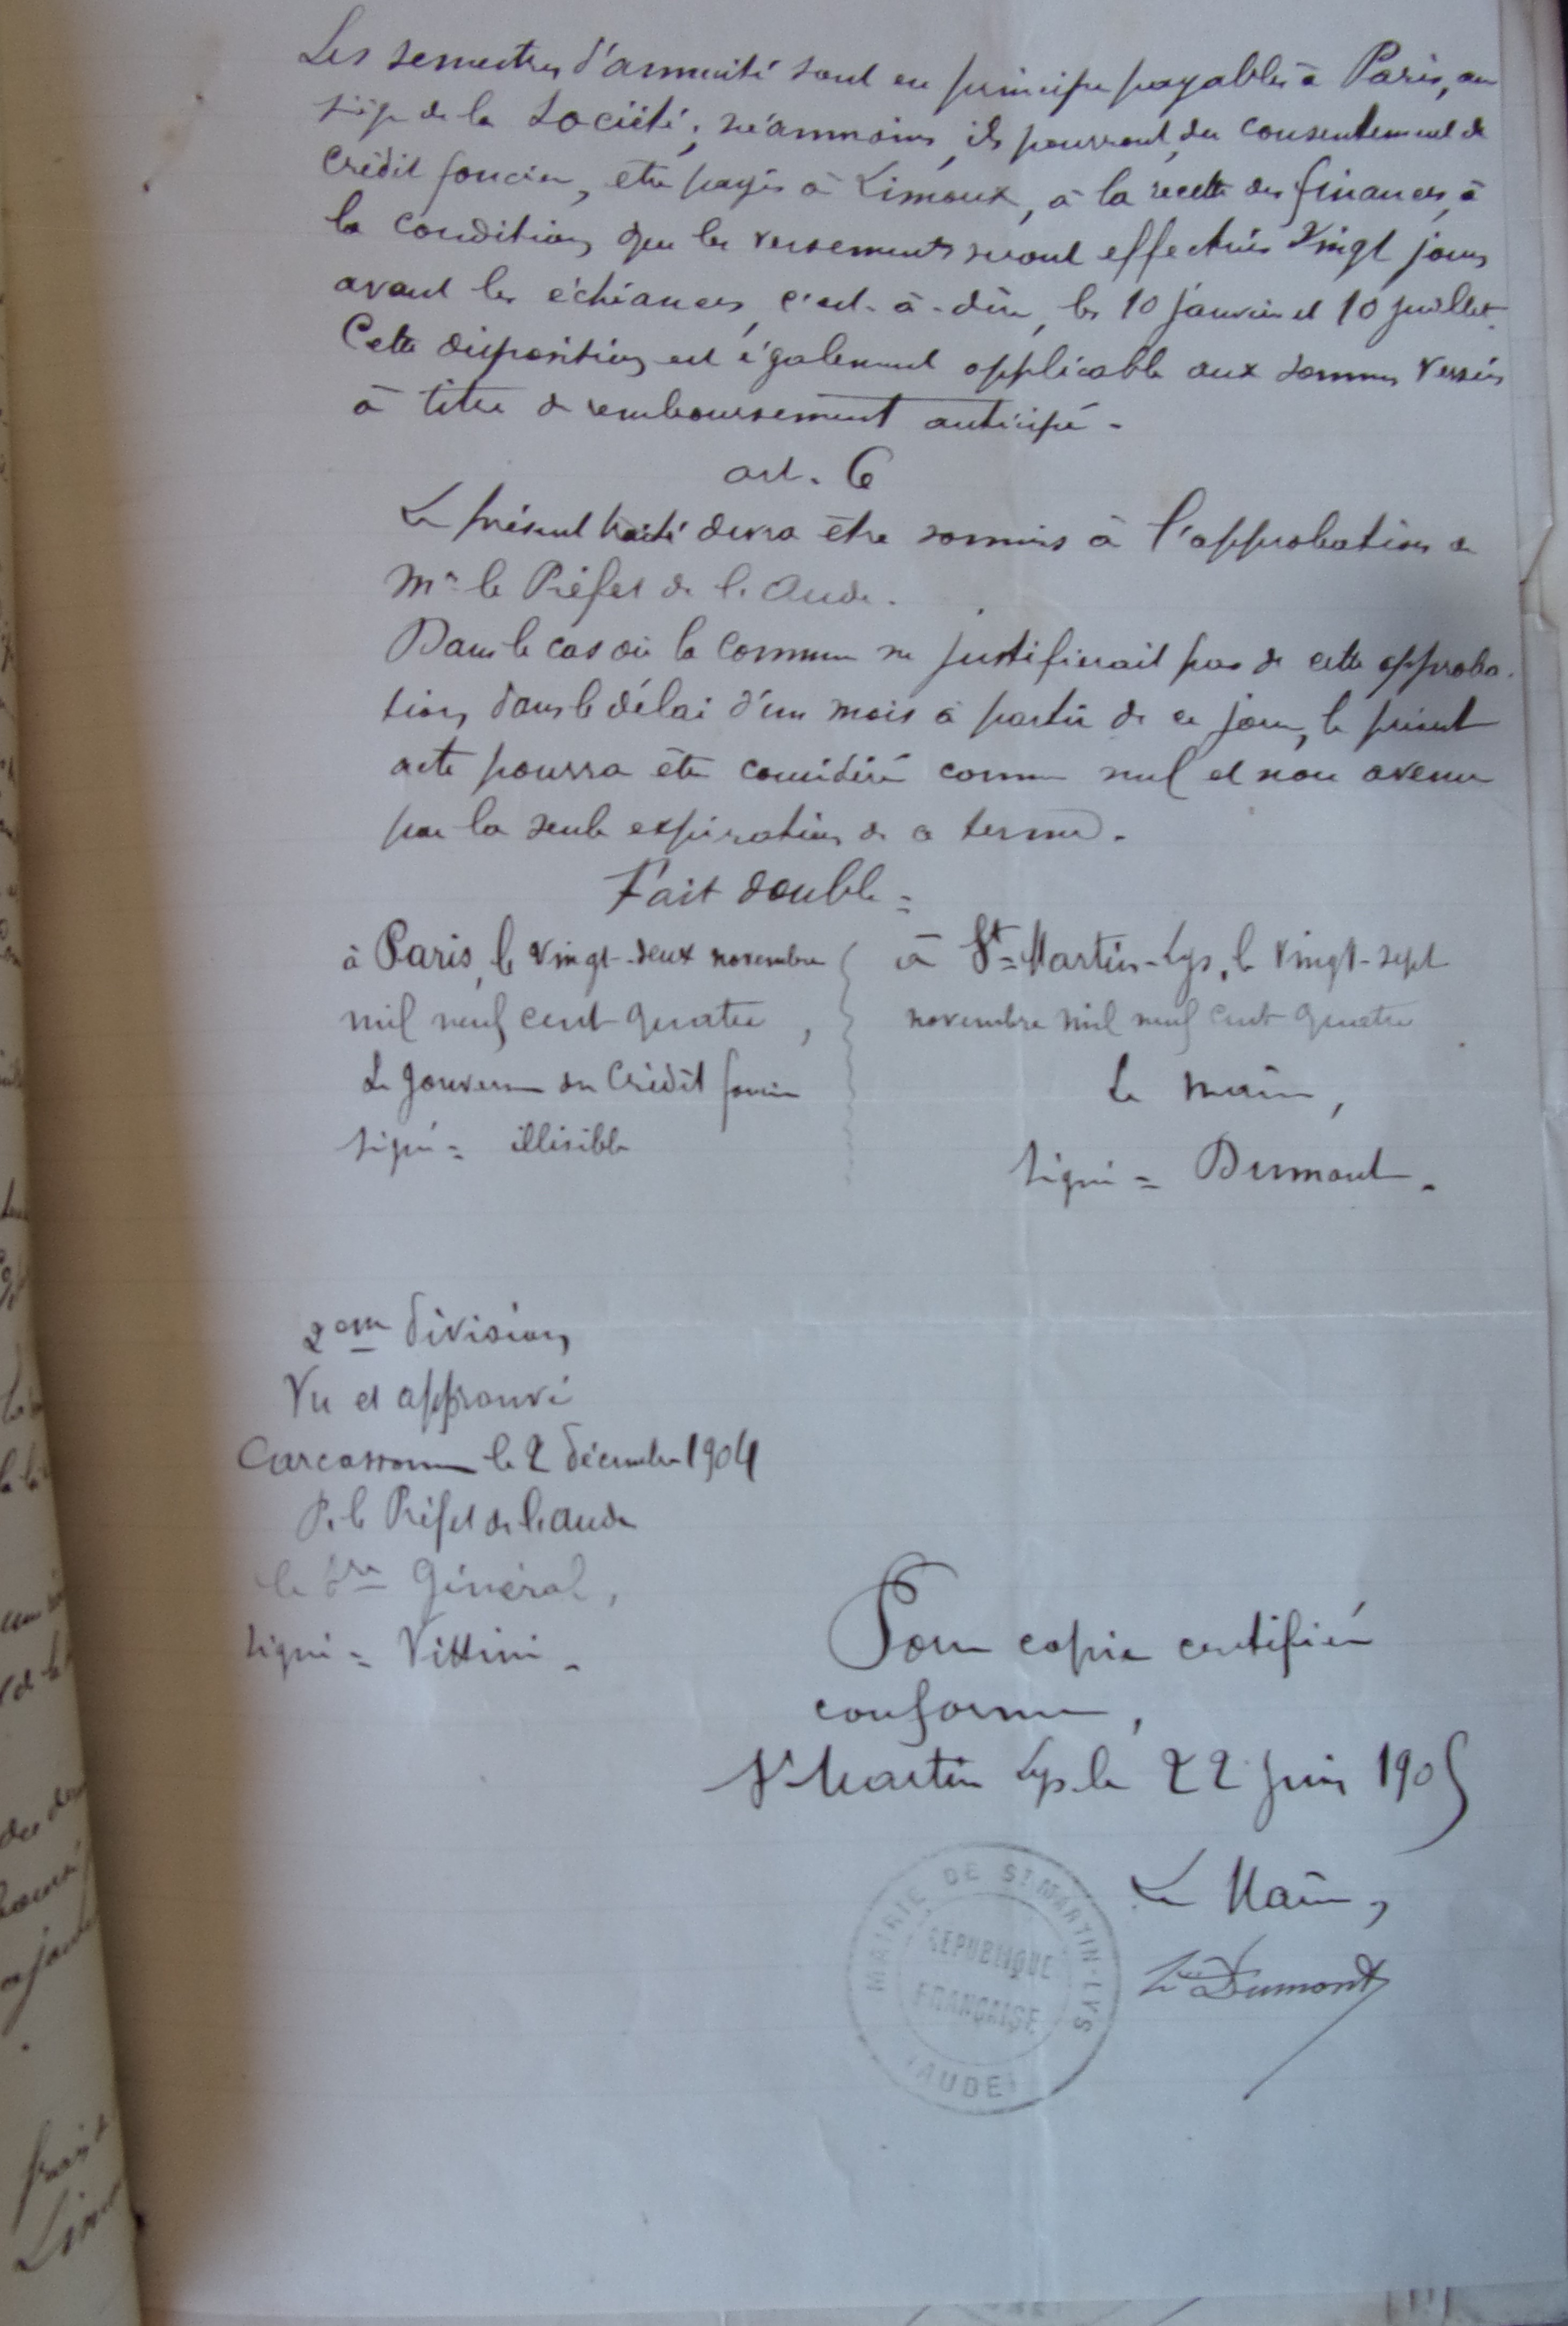 Les semestres d'annuité sont en principe payables à Paris, au
siège de la Société; néanmoins, ils pourront, du consentement du
Crédit foncier, être payés à Limoux, à la recette des finances, à
la condition que les versements seront effectués vingt jours
avant les échéances, c'est-à-dire, les 10 janvier et 10 juillet.
Cette disposition est également applicable aux sommes versées
à titre de remboursement anticipé.
art. 6
Le présent traité devra être soumis à l'approbation de
Mr le Préfet de l'Aude.
Dans le cas où la commune ne justifierait pas de cette approba-
tion, dans le délai d'un mois à partir de ce jour, le présent
acte pourra être considéré comme nul et non avenu
par la seule expiration de ce terme.
Fait double =
à Paris, le vingt-deux novembre
mil neuf cent quatre,
Le Gouverneur du Crédit foncier
signé = illisible
à St=Martin-Lys, le vingt-sept
novembre mil neuf cent quatre
Le maire,
signé = Dumont.
2eme division
Vu et approuvé
Carcassonne le 2 décembre 1904
P. le Préfet de l'Aude
le Sre Général,
signé = Vittini.
Pour copie certifiée
conforme,
St Martin Lys le 22 juin 1905
Le Maire,
Dumont
MAIRIE DE ST MARTIN-LYS
RÉPUBLIQUE
FRANÇAISE
(AUDE)